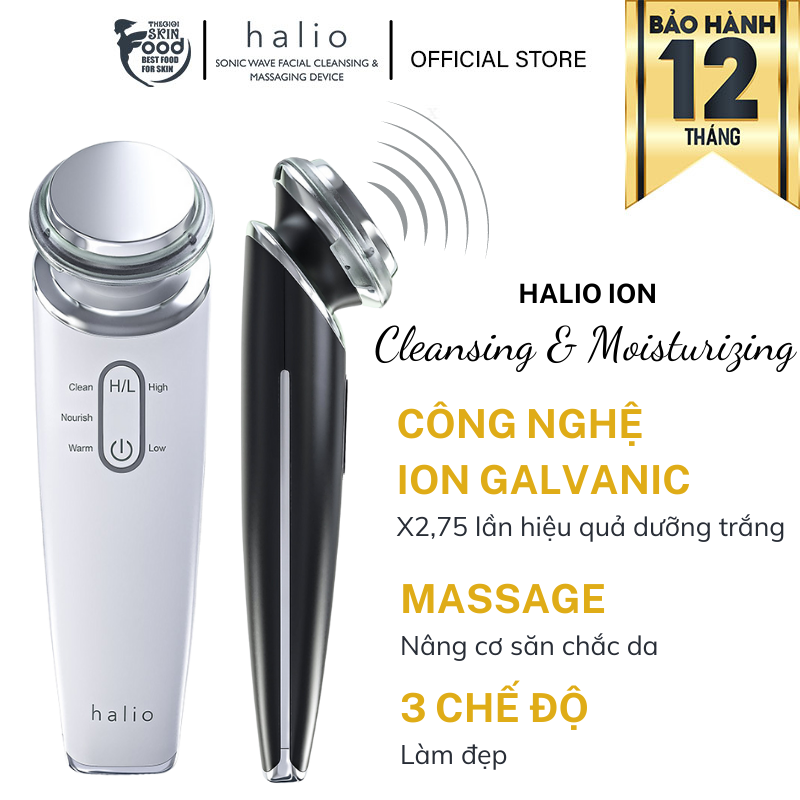 THEGIOI
SKIN
Food
BEST FOOD
FOR SKIN
halio
SONIC WAVE FACIAL CLEANSING &
MASSAGING DEVICE
OFFICIAL STORE
BẢO HÀNH
12
THÁNG
HALIO ION
Cleansing & Moisturizing
CÔNG NGHỆ
ION GALVANIC
X2,75 lần hiệu quả dưỡng trắng
MASSAGE
Nâng cơ săn chắc da
3 CHẾ ĐỘ
Làm đẹp
Clean H/L High
Nourish
Warm Low
halio